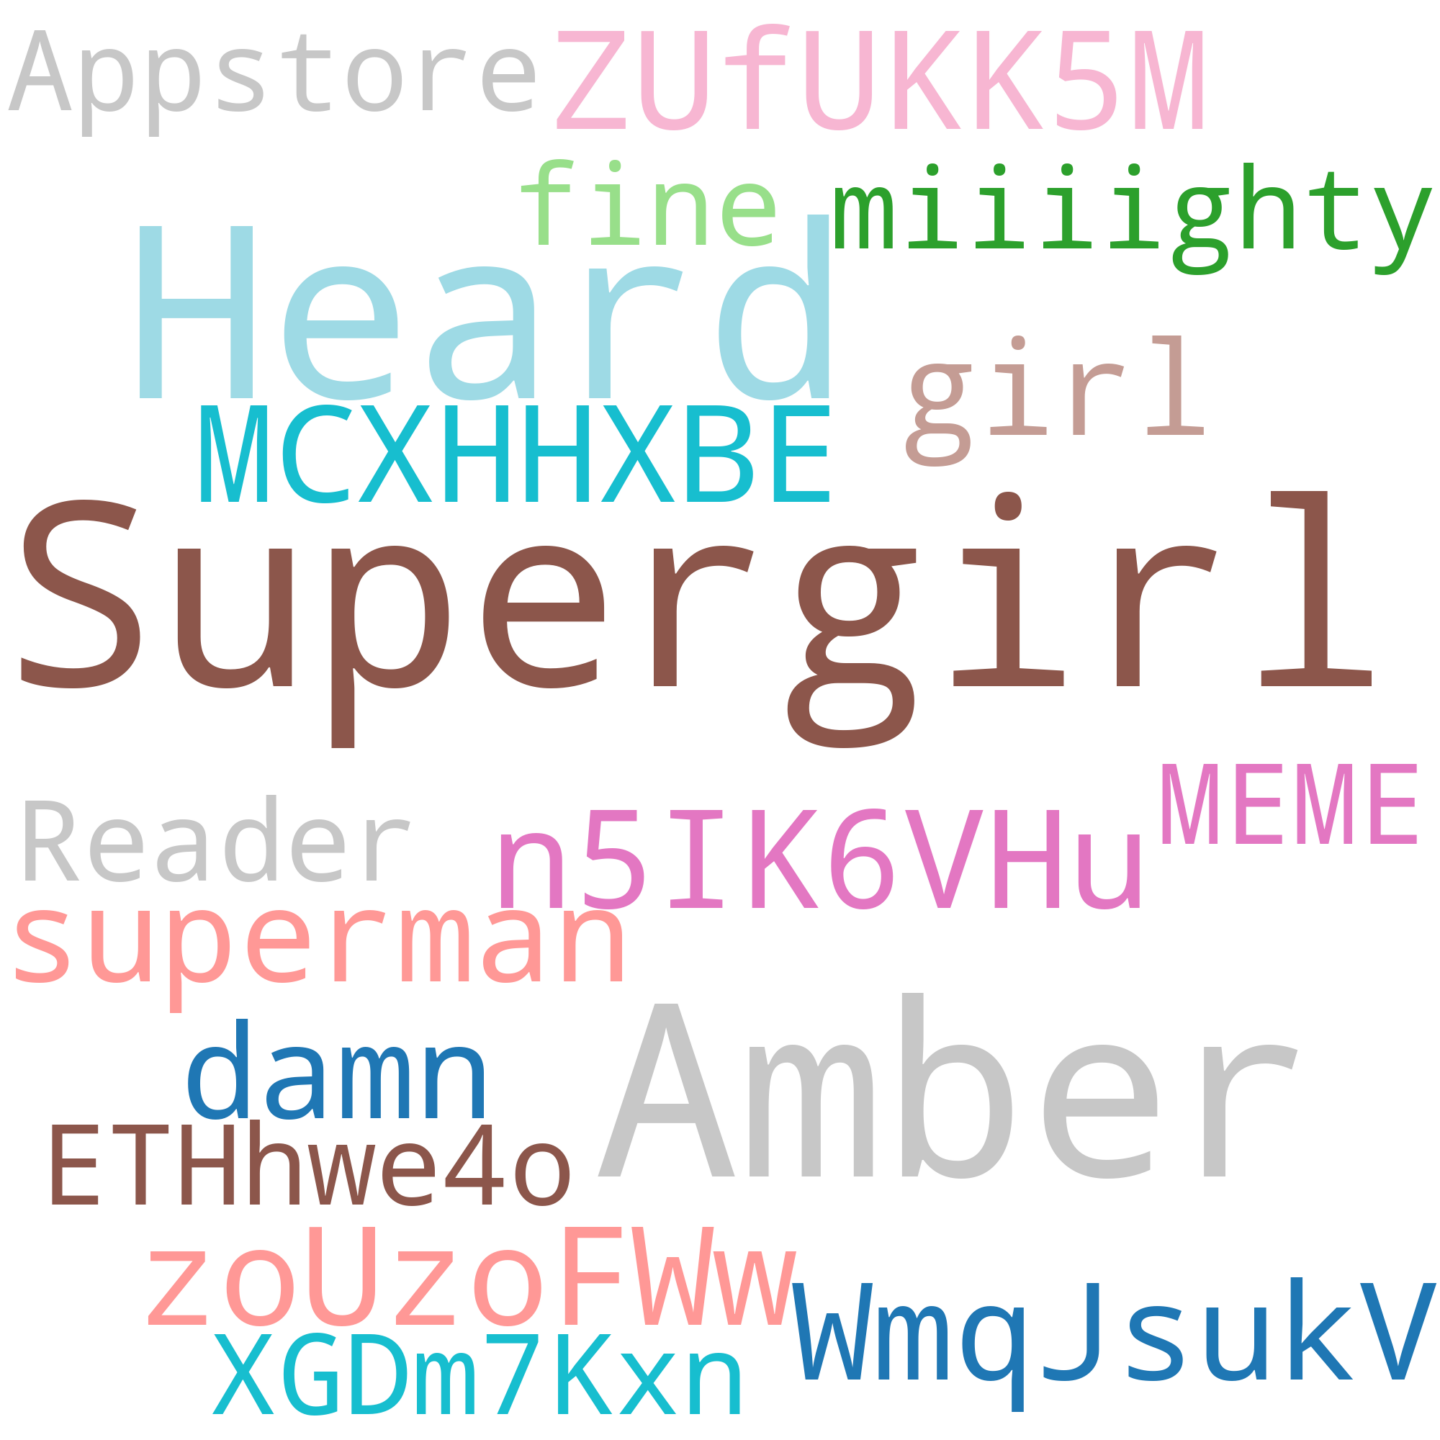 Appstore ZUfUKK5M
fine miiiighty
Heard
girl
MCXHHXBE
Supergirl
MEME
Reader n5IK6VHu
superman
Amber
damn
ETHhwe4o
zoUzoFWw
WmqJsukV
XGDm7Kxn